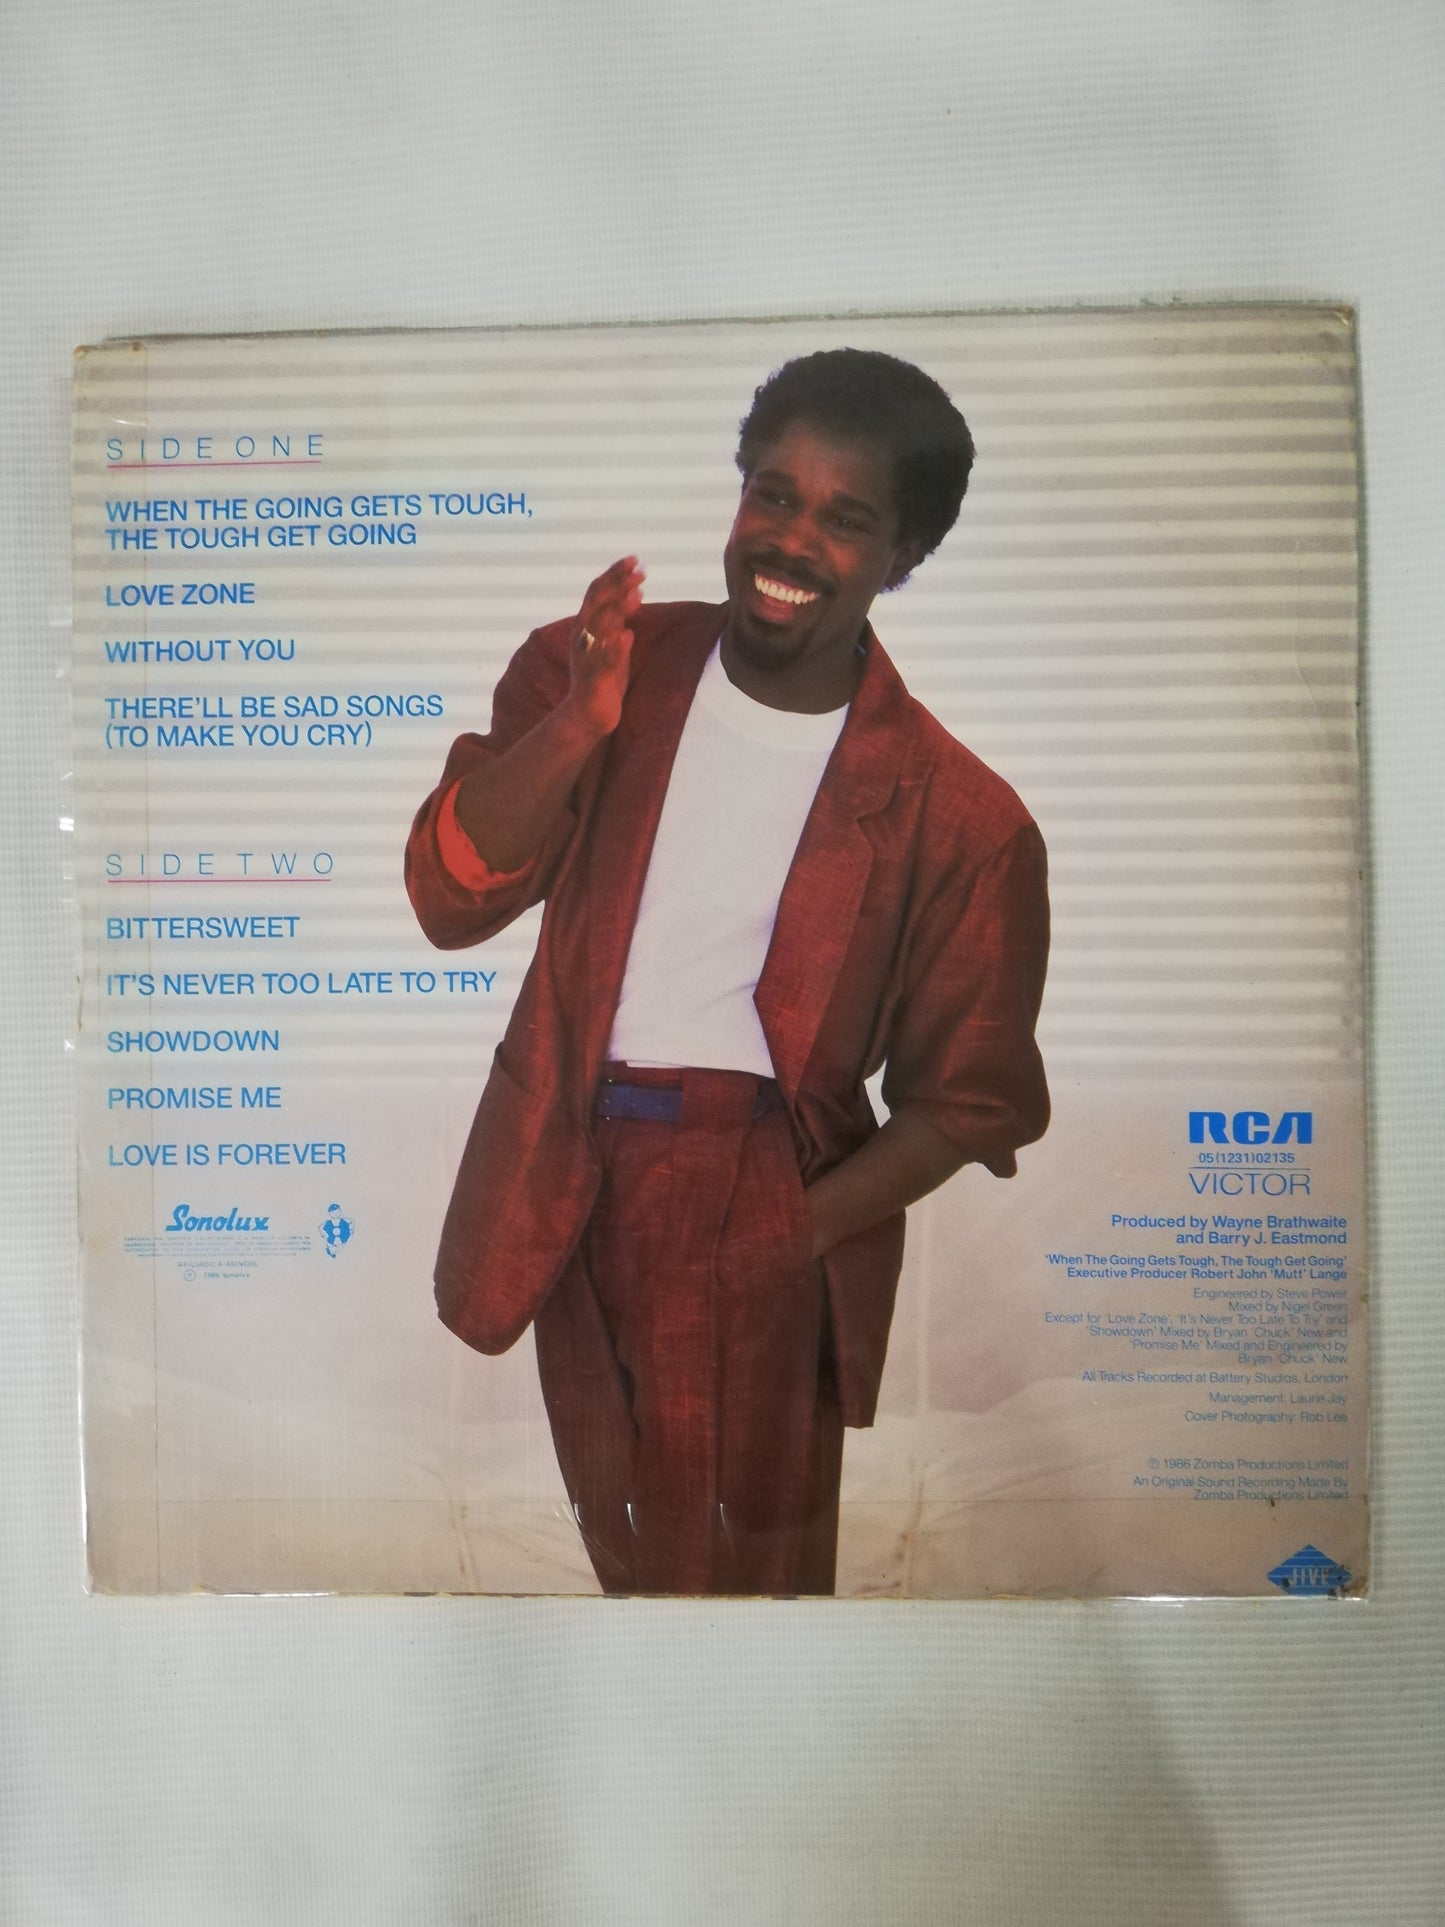 SIDE ONE
WHEN THE GOING GETS TOUGH,
THE TOUGH GET GOING
LOVE ZONE
WITHOUT YOU
THERE'LL BE SAD SONGS
(TO MAKE YOU CRY)
SIDE TWO
BITTERSWEET
IT'S NEVER TOO LATE TO TRY
SHOWDOWN
PROMISE ME
LOVE IS FOREVER
Sonolux
AFILIADO A ASINCOL
℗ 1986 Sonolux
RCA
05(1231)02135
VICTOR
Produced by Wayne Brathwaite
and Barry J. Eastmond
'When The Going Gets Tough, The Tough Get Going'
Executive Producer Robert John 'Mutt' Lange
Engineered by Steve Power
Mixed by Nigel Green
Except for 'Love Zone', 'It's Never Too Late To Try' and
'Showdown' Mixed by Bryan 'Chuck' New and
'Promise Me' Mixed and Engineered by
Bryan 'Chuck' New
All Tracks Recorded at Battery Studios, London
Management: Laurie Jay
Cover Photography: Rob Lee
℗ 1986 Zomba Productions Limited
An Original Sound Recording Made By
Zomba Productions Limited
JIVE